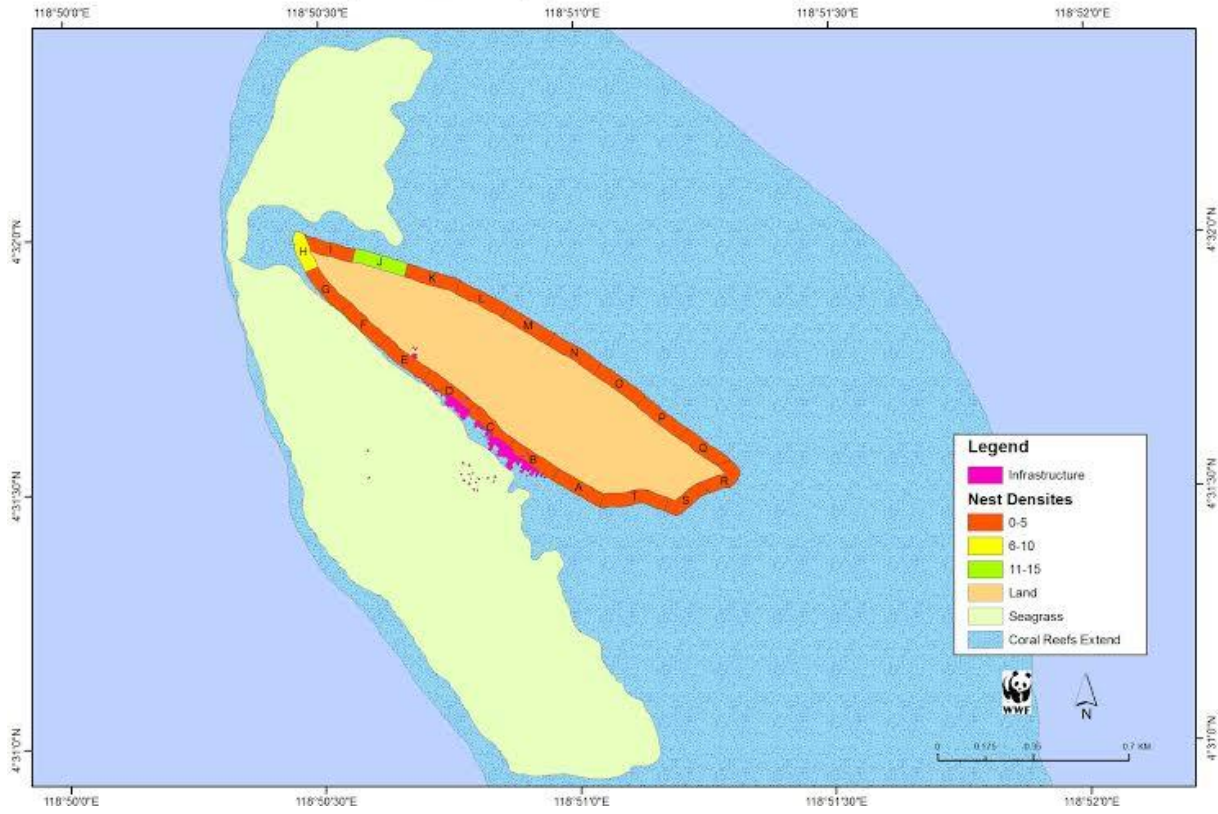 118°50'0"E
118°50'30"E
118°51'0"E
118°51'30"E
118°52'0"E
4°32'0"N
4°32'0"N
H
I
J
K
G
L
F
M
E
N
D
O
C
P
B
Q
A
R
T
S
4°31'30"N
4°31'30"N
Legend
Infrastructure
Nest Densites
0-5
6-10
11-15
Land
Seagrass
Coral Reefs Extend
WWF
N
0
0.175
0.35
0.7 KM
4°31'0"N
4°31'0"N
118°50'0"E
118°50'30"E
118°51'0"E
118°51'30"E
118°52'0"E